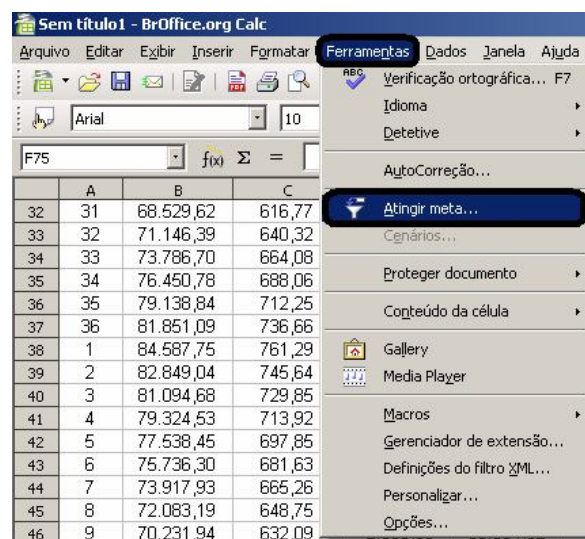 Sem título1 - BrOffice.org Calc
Arquivo Editar Exibir Inserir Formatar Ferramentas Dados Janela Ajuda
Arial 10
F75 f(x) Σ =
A B C
32 31 68.529,62 616,77
33 32 71.146,39 640,32
34 33 73.786,70 664,08
35 34 76.450,78 688,06
36 35 79.138,84 712,25
37 36 81.851,09 736,66
38 1 84.587,75 761,29
39 2 82.849,04 745,64
40 3 81.094,68 729,85
41 4 79.324,53 713,92
42 5 77.538,45 697,85
43 6 75.736,30 681,63
44 7 73.917,93 665,26
45 8 72.083,19 648,75
46 9 70.231,94 632,09
ABC Verificação ortográfica... F7
Idioma
Detetive
AutoCorreção...
Atingir meta...
Cenários...
Proteger documento
Conteúdo da célula
Gallery
Media Player
Macros
Gerenciador de extensão...
Definições do filtro XML...
Personalizar...
Opções...